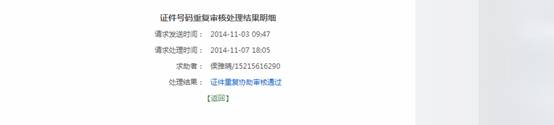 证件号码重复审核处理结果明细
请求发送时间： 2014-11-03 09:47
请求处理时间： 2014-11-07 18:05
求助者： 侯雅晴/15215616290
处理结果： 证件重复协助审核通过
【返回】